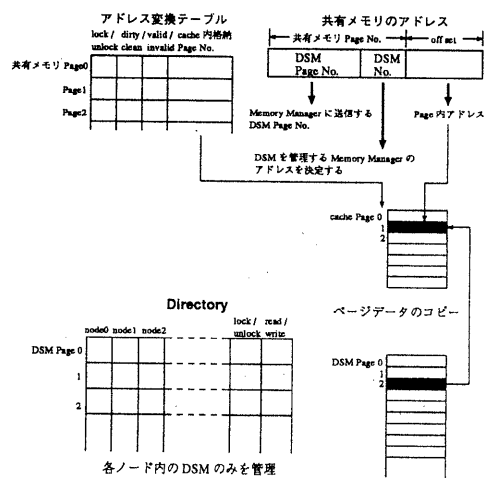 アドレス変換テーブル
lock / dirty / valid / cache 内格納
unlock clean invalid Page No.
共有メモリ Page0
Page1
Page2
共有メモリのアドレス
共有メモリ Page No.
off set
DSM Page No.
DSM No.
Memory Manager に送信する
DSM Page No.
Page 内アドレス
DSM を管理する Memory Manager の
アドレスを決定する
cache Page 0
1
2
ページデータのコピー
Directory
node0 node1 node2
lock / read /
unlock write
DSM Page 0
1
2
各ノード内の DSM のみを管理
DSM Page 0
1
2